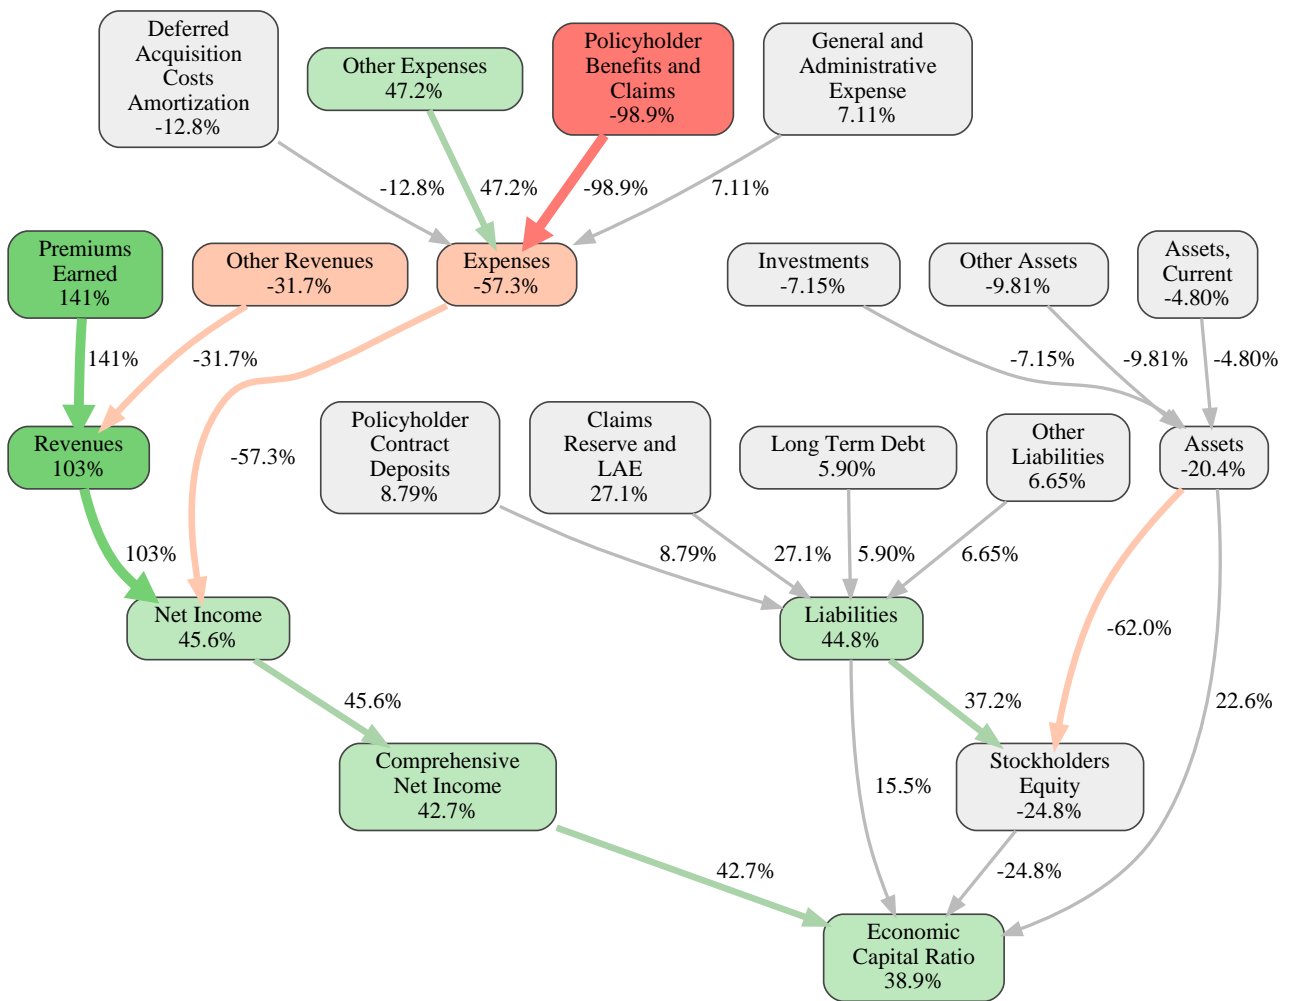 Deferred
Acquisition
Costs
Amortization
-12.8%
Other Expenses
47.2%
Policyholder
Benefits and
Claims
-98.9%
General and
Administrative
Expense
7.11%
-12.8%
47.2%
-98.9%
7.11%
Premiums
Earned
141%
Other Revenues
-31.7%
Expenses
-57.3%
Investments
-7.15%
Other Assets
-9.81%
Assets,
Current
-4.80%
141%
-31.7%
-7.15%
-9.81%
-4.80%
Revenues
103%
-57.3%
Policyholder
Contract
Deposits
8.79%
Claims
Reserve and
LAE
27.1%
Long Term Debt
5.90%
Other
Liabilities
6.65%
Assets
-20.4%
103%
8.79%
27.1%
5.90%
6.65%
Net Income
45.6%
Liabilities
44.8%
-62.0%
45.6%
37.2%
22.6%
Comprehensive
Net Income
42.7%
15.5%
Stockholders
Equity
-24.8%
42.7%
-24.8%
Economic
Capital Ratio
38.9%